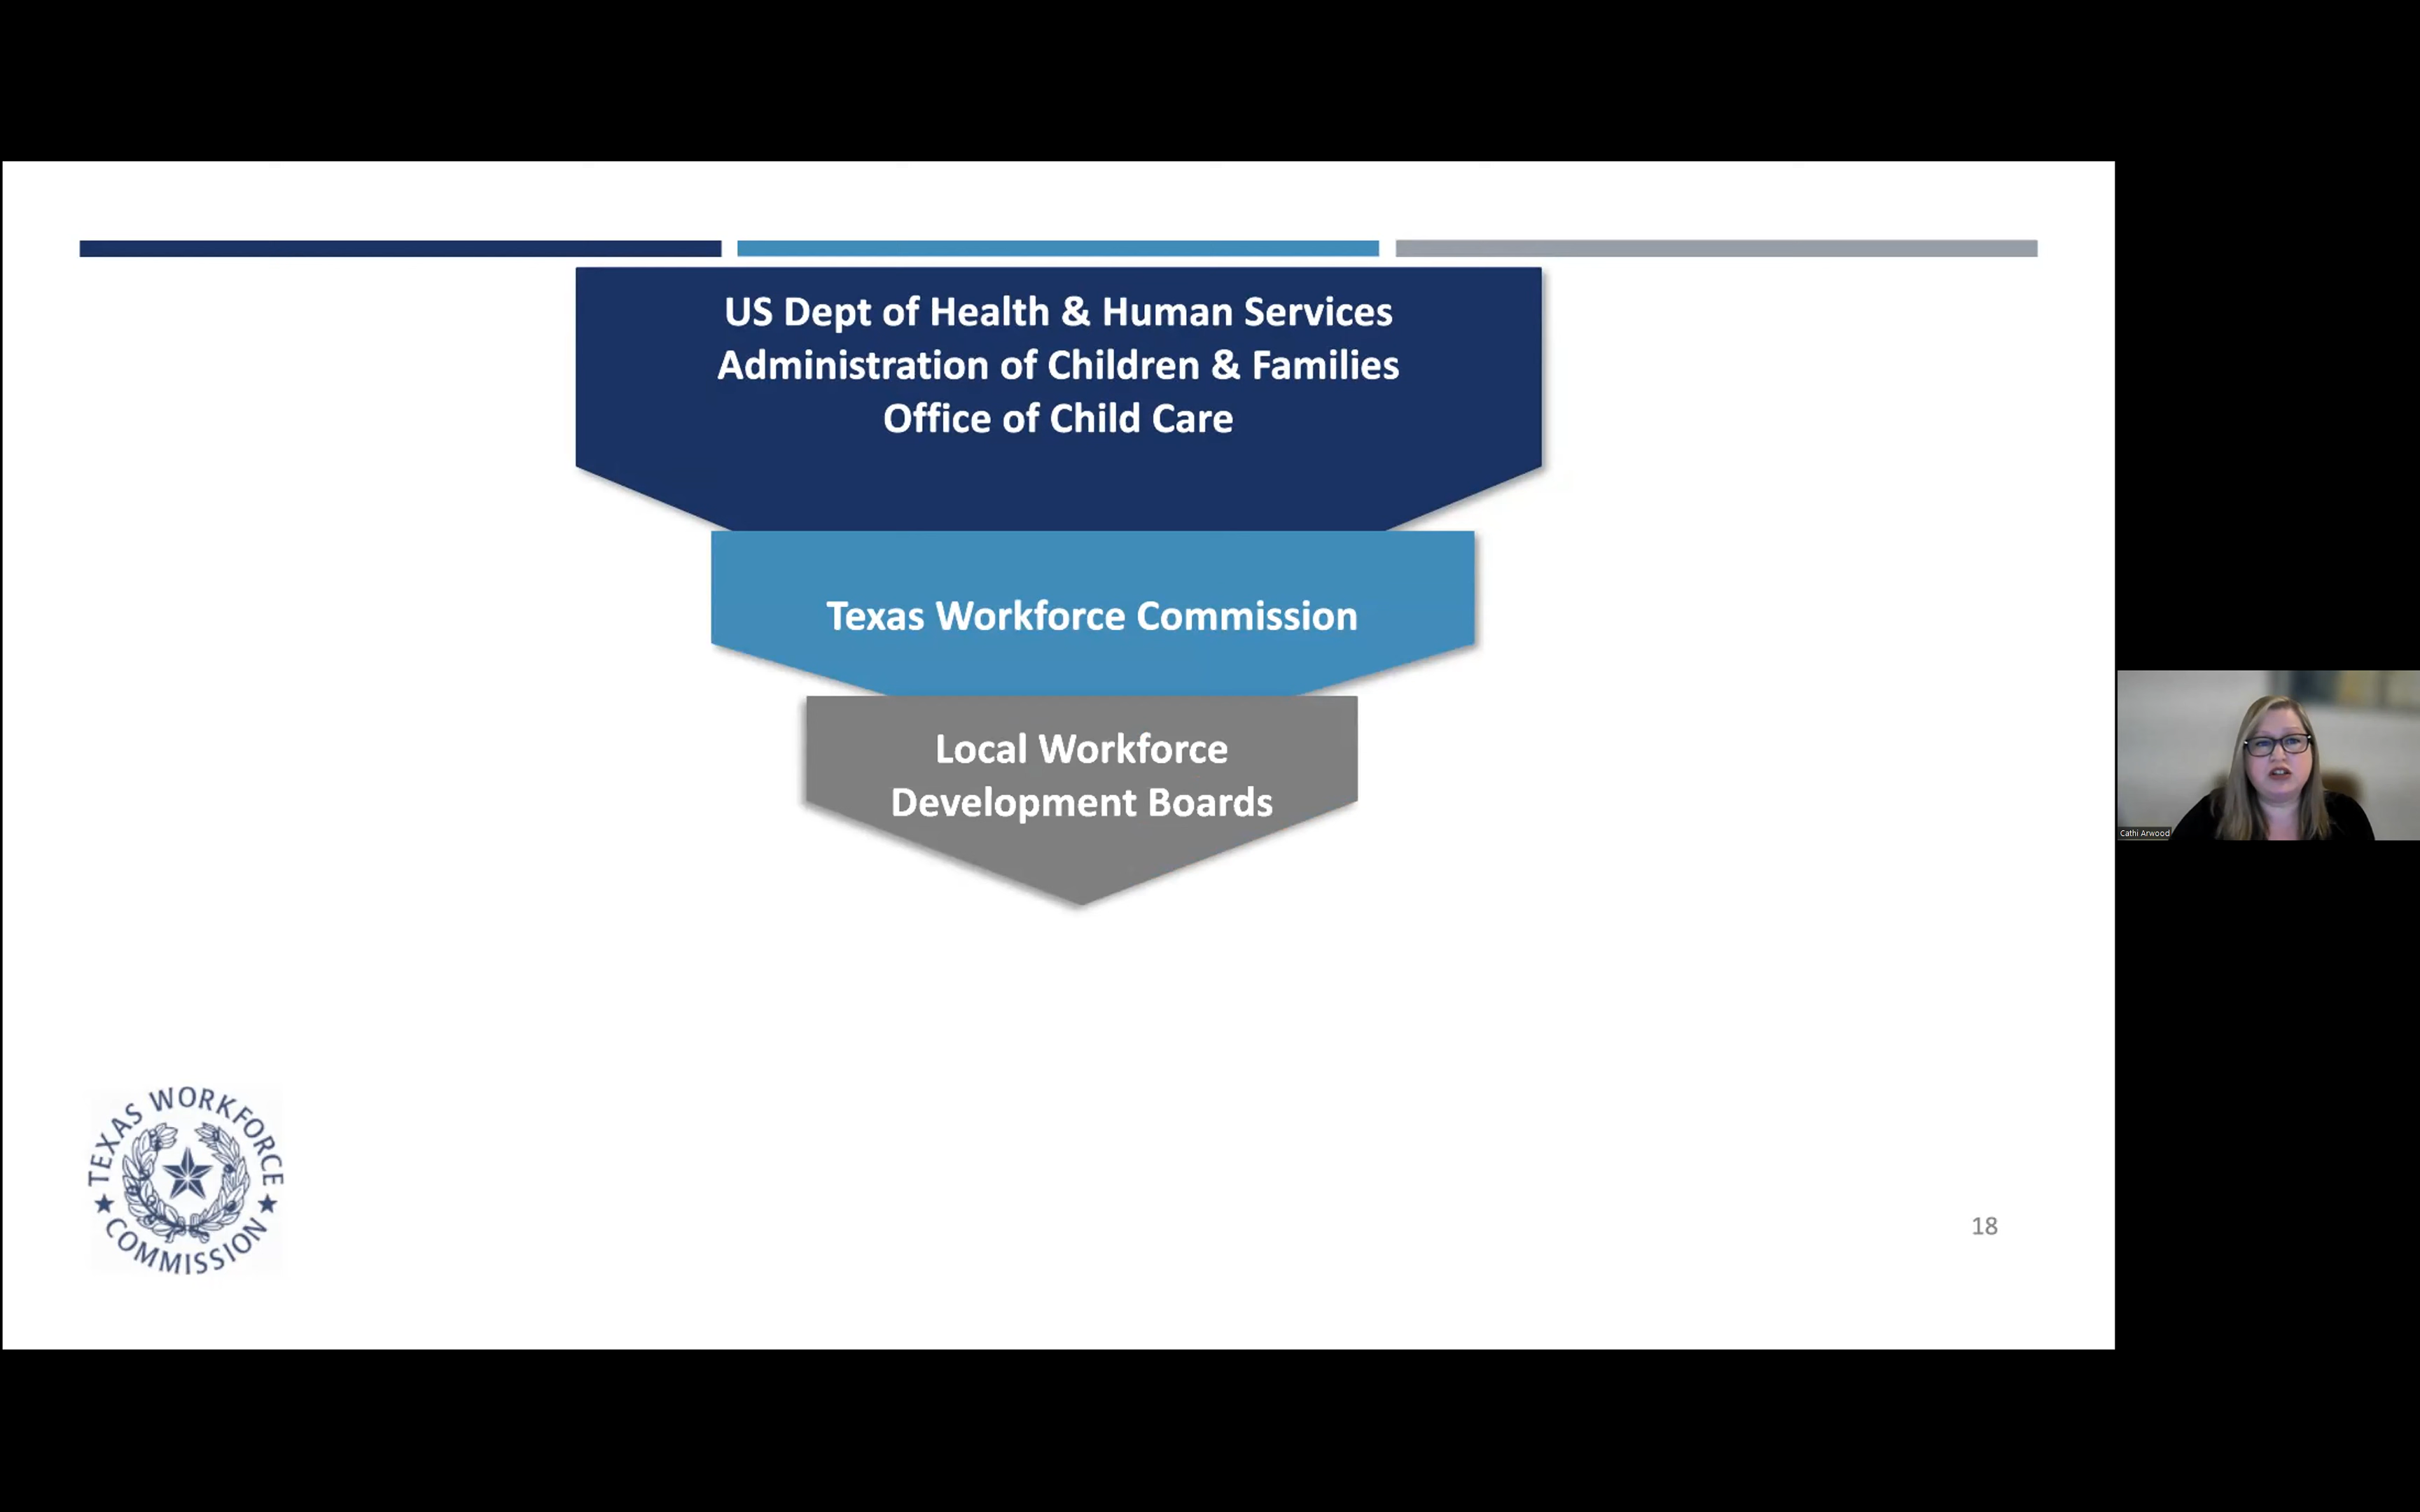 US Dept of Health & Human Services
Administration of Children & Families
Office of Child Care
Texas Workforce Commission
Local Workforce
Development Boards
Cathi Arwood
TEXAS WORKFORCE
COMMISSION
18